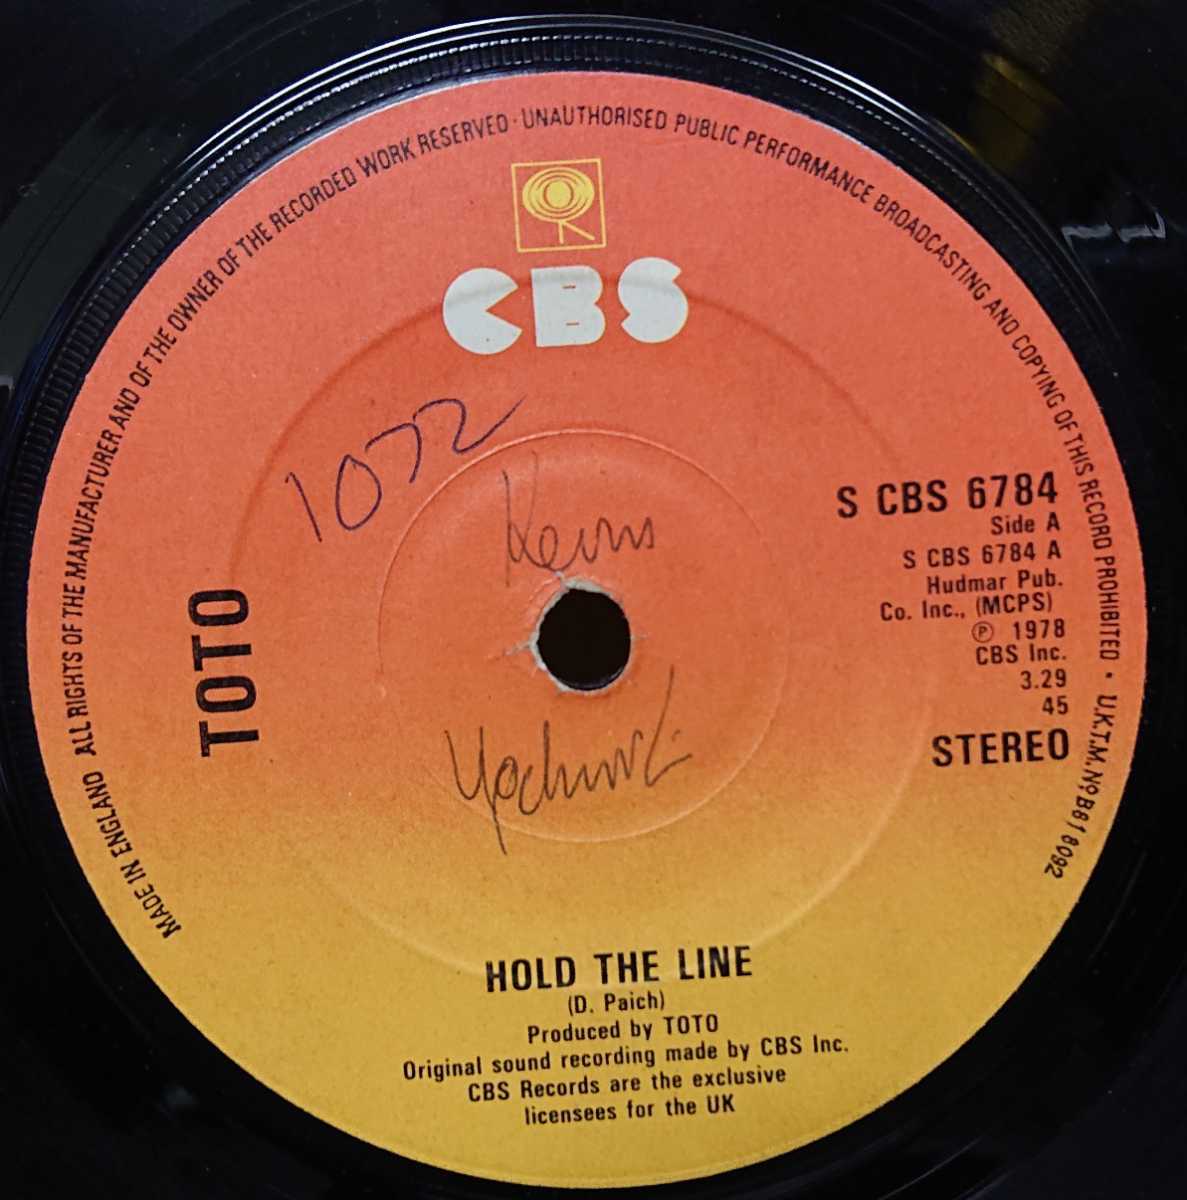 MADE IN ENGLAND ALL RIGHTS OF THE MANUFACTURER AND OF THE OWNER OF THE RECORDED WORK RESERVED · UNAUTHORISED PUBLIC PERFORMANCE BROADCASTING AND COPYING OF THIS RECORD PROHIBITED · U.K.T.M. Nº B618092
CBS
1072
TOTO
S CBS 6784
Side A
S CBS 6784 A
Hudmar Pub.
Co. Inc., (MCPS)
℗ 1978
CBS Inc.
3.29
45
STEREO
HOLD THE LINE
(D. Paich)
Produced by TOTO
Original sound recording made by CBS Inc.
CBS Records are the exclusive
licensees for the UK